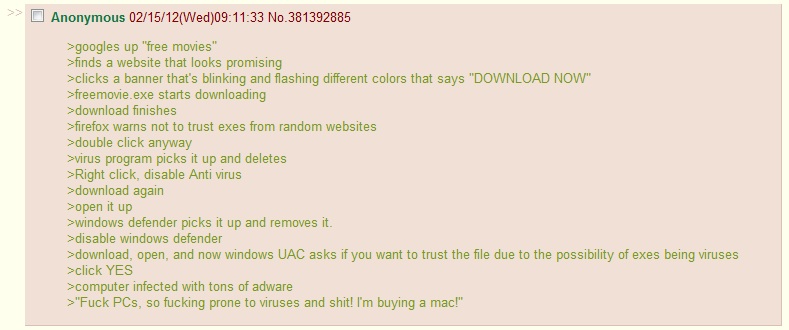 >>
Anonymous 02/15/12(Wed)09:11:33 No.381392885
>googles up "free movies"
>finds a website that looks promising
>clicks a banner that's blinking and flashing different colors that says "DOWNLOAD NOW"
>freemovie.exe starts downloading
>download finishes
>firefox warns not to trust exes from random websites
>double click anyway
>virus program picks it up and deletes
>Right click, disable Anti virus
>download again
>open it up
>windows defender picks it up and removes it.
>disable windows defender
>download, open, and now windows UAC asks if you want to trust the file due to the possibility of exes being viruses
>click YES
>computer infected with tons of adware
>"Fuck PCs, so fucking prone to viruses and shit! I'm buying a mac!"